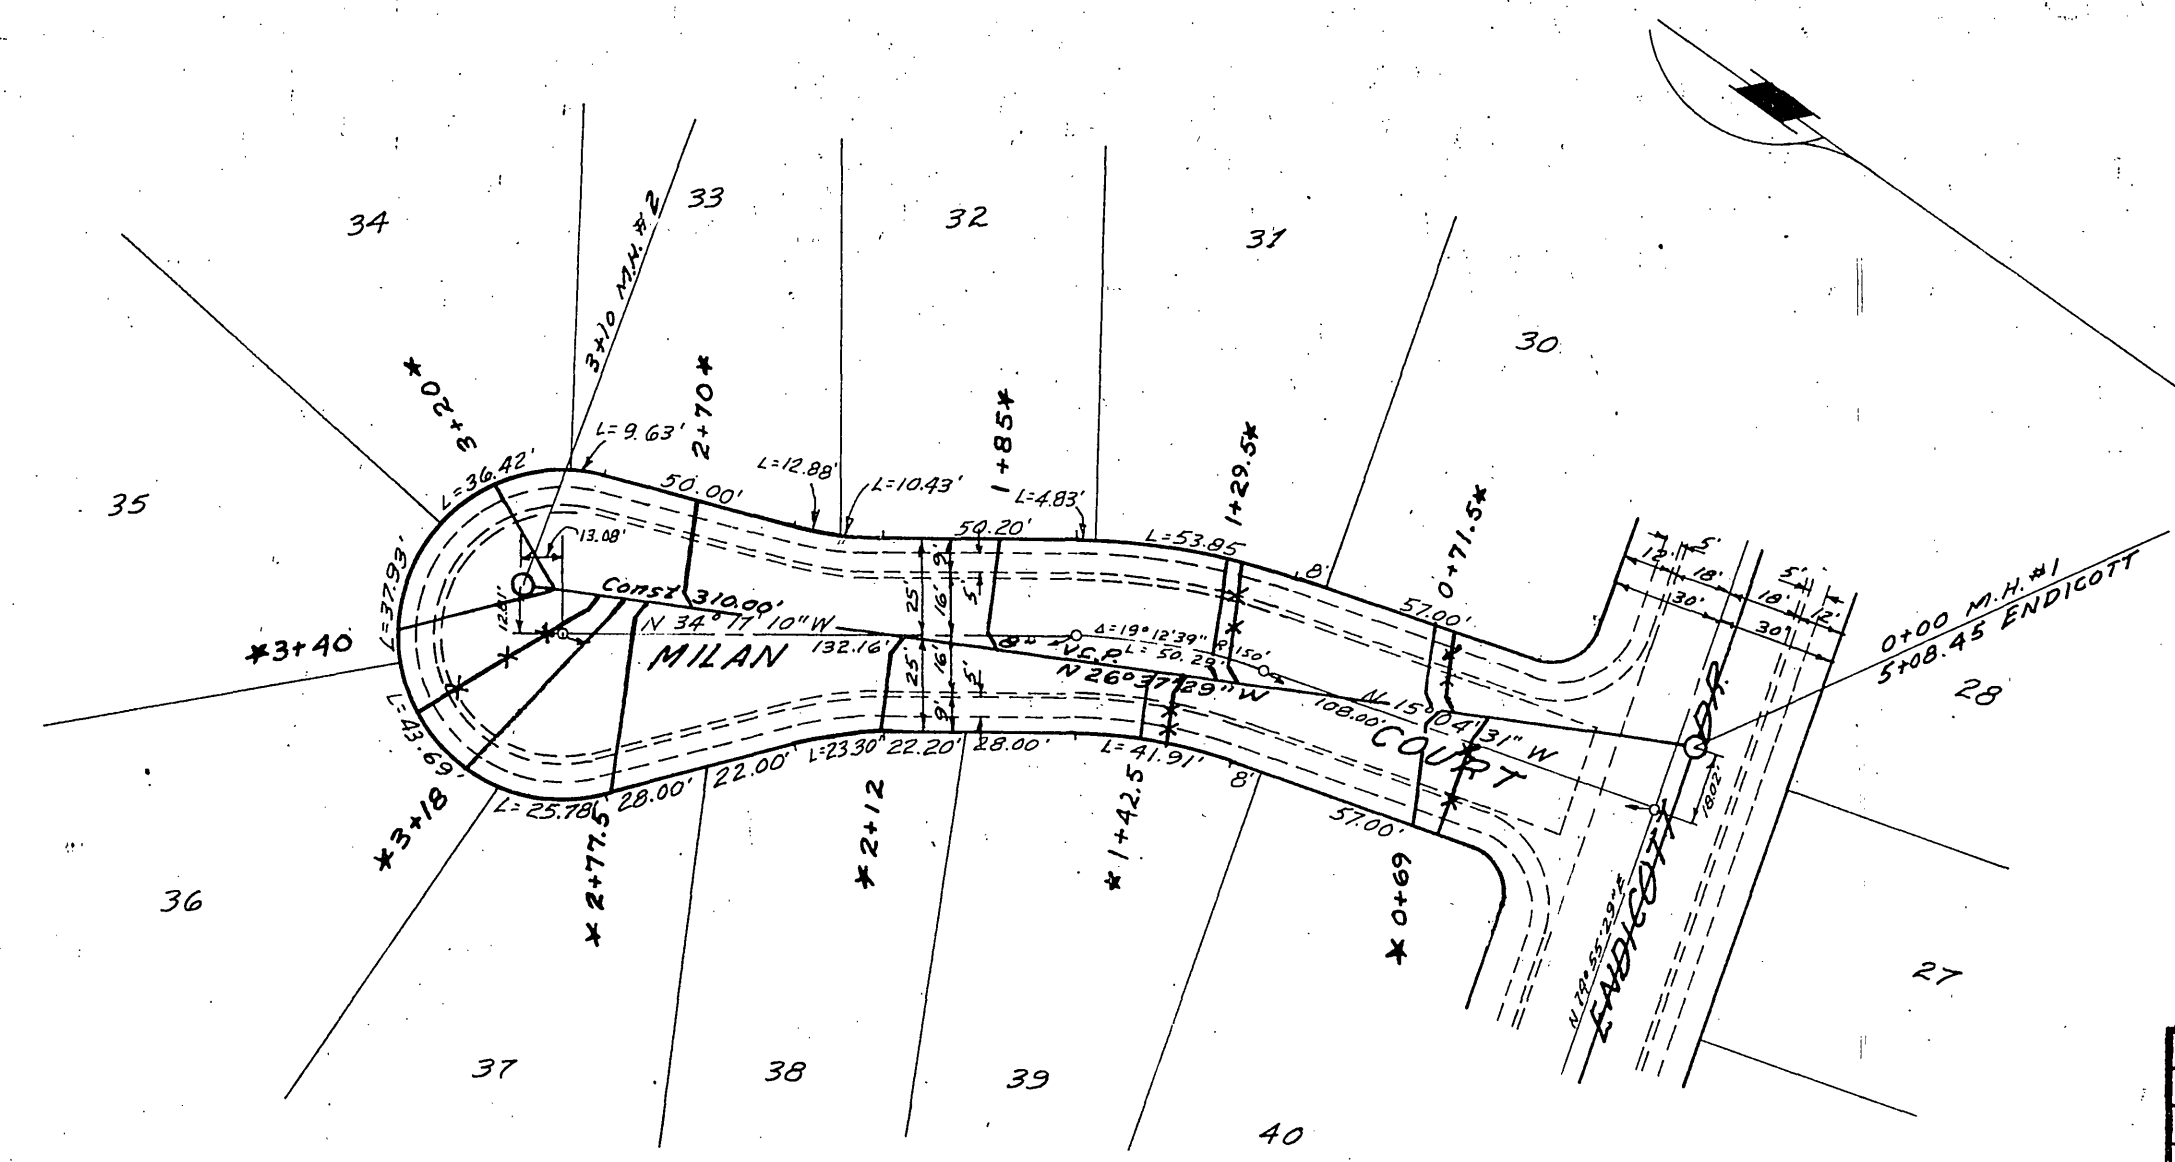 34
33
32
31
30
35
36
37
38
39
40
28
27
3+10 M.H. #2
3+20*
2+70*
1+85*
1+29.5*
0+71.5*
*3+40
*3+18
*2+77.5
*2+12
*1+42.5
*0+69
L=36.42'
L=9.63'
50.00'
L=12.88'
L=10.43'
50.20'
L=4.83'
L=53.85
8'
57.00'
L=37.93'
L=43.69'
L=25.78'
28.00'
22.00'
L=23.30'
22.20'
28.00'
L=41.91'
8'
57.00'
13.08'
12.81'
Const 310.00'
8"
V.C.P.
N 34°17'10" W
132.16'
MILAN
N 26°37'29" W
Δ=19°12'39"
R 150'
L=50.29'
N 15°04'31" W
108.00'
COURT
9'
25'
16'
5'
25'
16'
5'
9'
12'
5'
18'
30'
5'
18'
12'
30'
0+00 M.H. #1
5+08.45 ENDICOTT
18.02'
N 74°55'29" E
ENDICOTT DR.